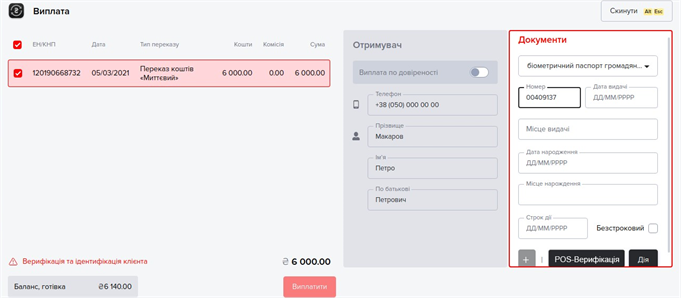 Виплата
Скинути Alt Esc
ЕН/КНП Дата Тип переказу Кошти Комісія Сума
120190668732 05/03/2021 Переказ коштів «Миттєвий» 6 000.00 0.00 6 000.00
Верифікація та ідентифікація клієнта
₴ 6 000.00
Баланс, готівка ₴6 140.00
Виплатити
Отримувач
Виплата по довіреності
Телефон
+38 (050) 000 00 00
Прізвище
Макаров
Ім'я
Петро
По батькові
Петрович
Документи
біометричний паспорт громадян...
Номер
00409137
Дата видачі
ДД/ММ/РРРР
Місце видачі
Дата народження
ДД/ММ/РРРР
Місце народження
Строк дії
ДД/ММ/РРРР
Безстроковий
+ | POS-Верифікація Дія